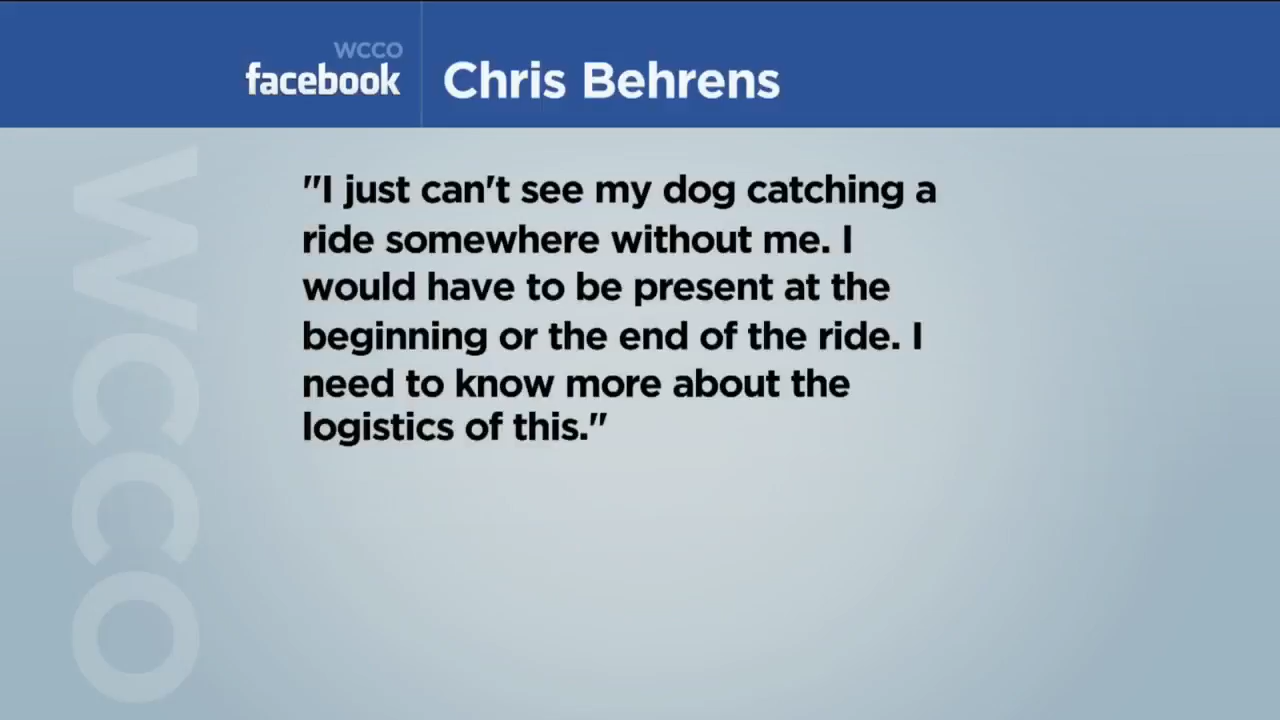 WCCO
facebook
Chris Behrens
"I just can't see my dog catching a
ride somewhere without me. I
would have to be present at the
beginning or the end of the ride. I
need to know more about the
logistics of this."
WCCO